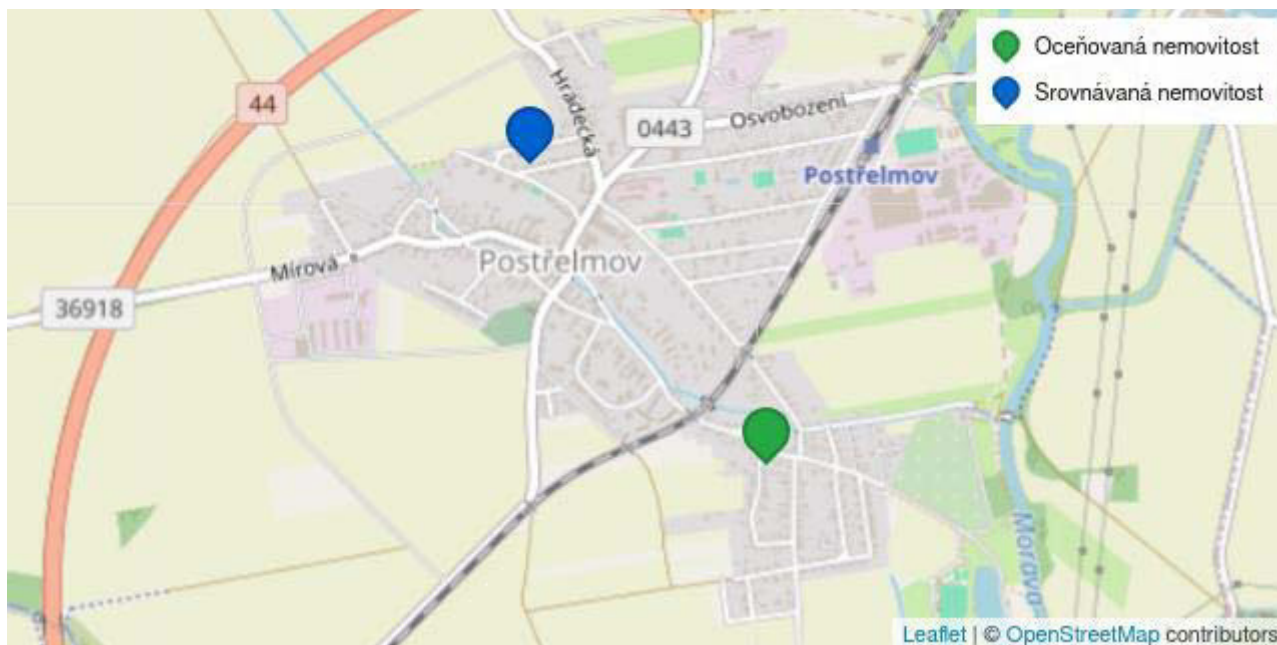 Oceňovaná nemovitost
Srovnávaná nemovitost
44
Hrádecká
0443
Osvobození
Postřelmov
Postřelmov
Mírová
36918
Morava
Leaflet | © OpenStreetMap contributors